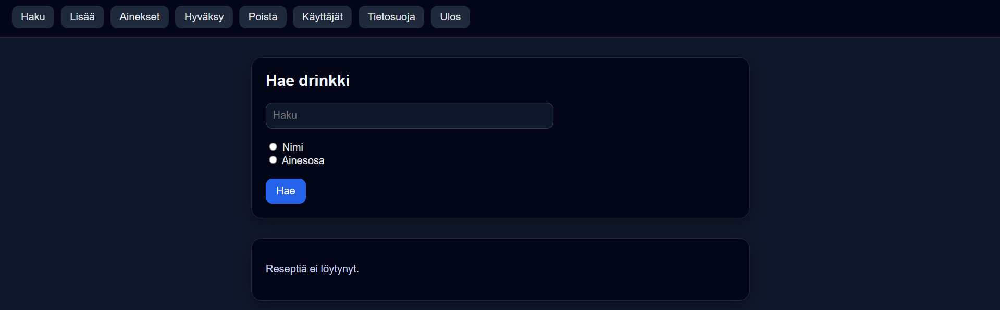 Haku Lisää Ainekset Hyväksy Poista Käyttäjät Tietosuoja Ulos
Hae drinkki
Haku
Nimi
Ainesosa
Hae
Reseptiä ei löytynyt.